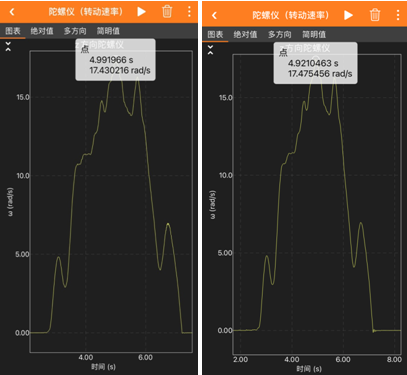 陀螺仪（转动速率）
图表 绝对值 多方向 简明值
点
4.991966 s
17.430216 rad/s
15.0
10.0
5.00
0.00
ω (rad/s)
4.00 6.00
时间 (s)
陀螺仪（转动速率）
图表 绝对值 多方向 简明值
点
4.9210463 s
17.475456 rad/s
15.0
10.0
5.00
0.00
ω (rad/s)
2.00 4.00 6.00 8.00
时间 (s)